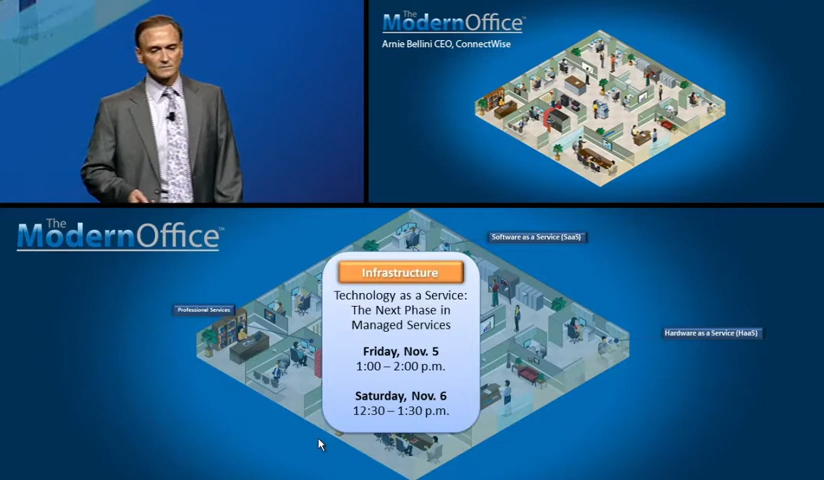 The
ModernOffice™
Arnie Bellini CEO, ConnectWise
The
ModernOffice™
Software as a Service (SaaS)
Infrastructure
Technology as a Service:
The Next Phase in
Managed Services
Professional Services
Hardware as a Service (HaaS)
Friday, Nov. 5
1:00 – 2:00 p.m.
Saturday, Nov. 6
12:30 – 1:30 p.m.